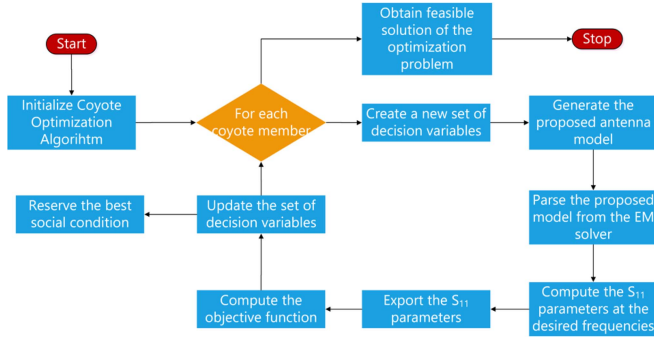 Start
Obtain feasible
solution of the
optimization
problem
Stop
Initialize Coyote
Optimization
Algorihtm
For each
coyote member
Create a new set of
decision variables
Generate the
proposed antenna
model
Reserve the best
social condition
Update the set of
decision variables
Parse the proposed
model from the EM
solver
Compute the
objective function
Export the S₁₁
parameters
Compute the S₁₁
parameters at the
desired frequencies